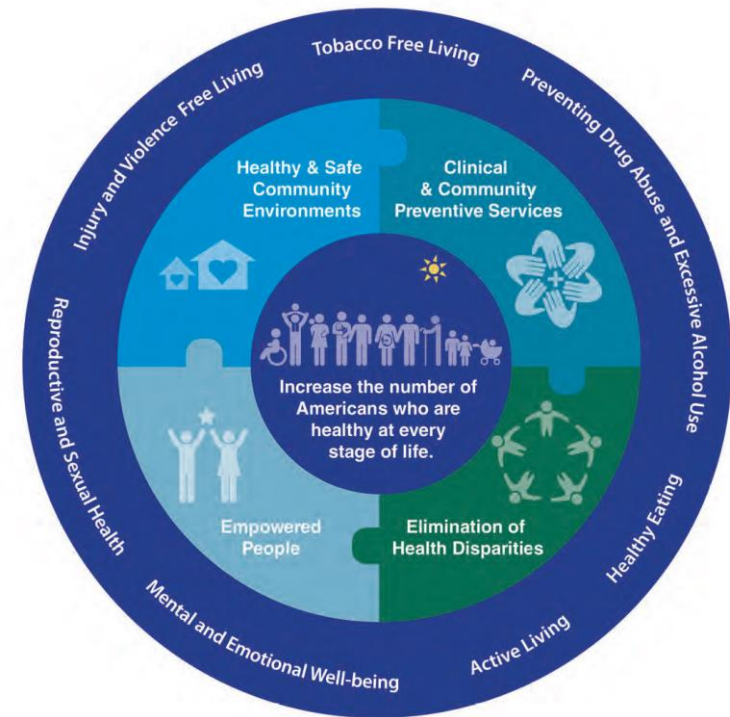 Tobacco Free Living
Preventing Drug Abuse and Excessive Alcohol Use
Healthy Eating
Active Living
Mental and Emotional Well-being
Reproductive and Sexual Health
Injury and Violence Free Living
Healthy & Safe
Community
Environments
Clinical
& Community
Preventive Services
Increase the number of
Americans who are
healthy at every
stage of life.
Empowered
People
Elimination of
Health Disparities